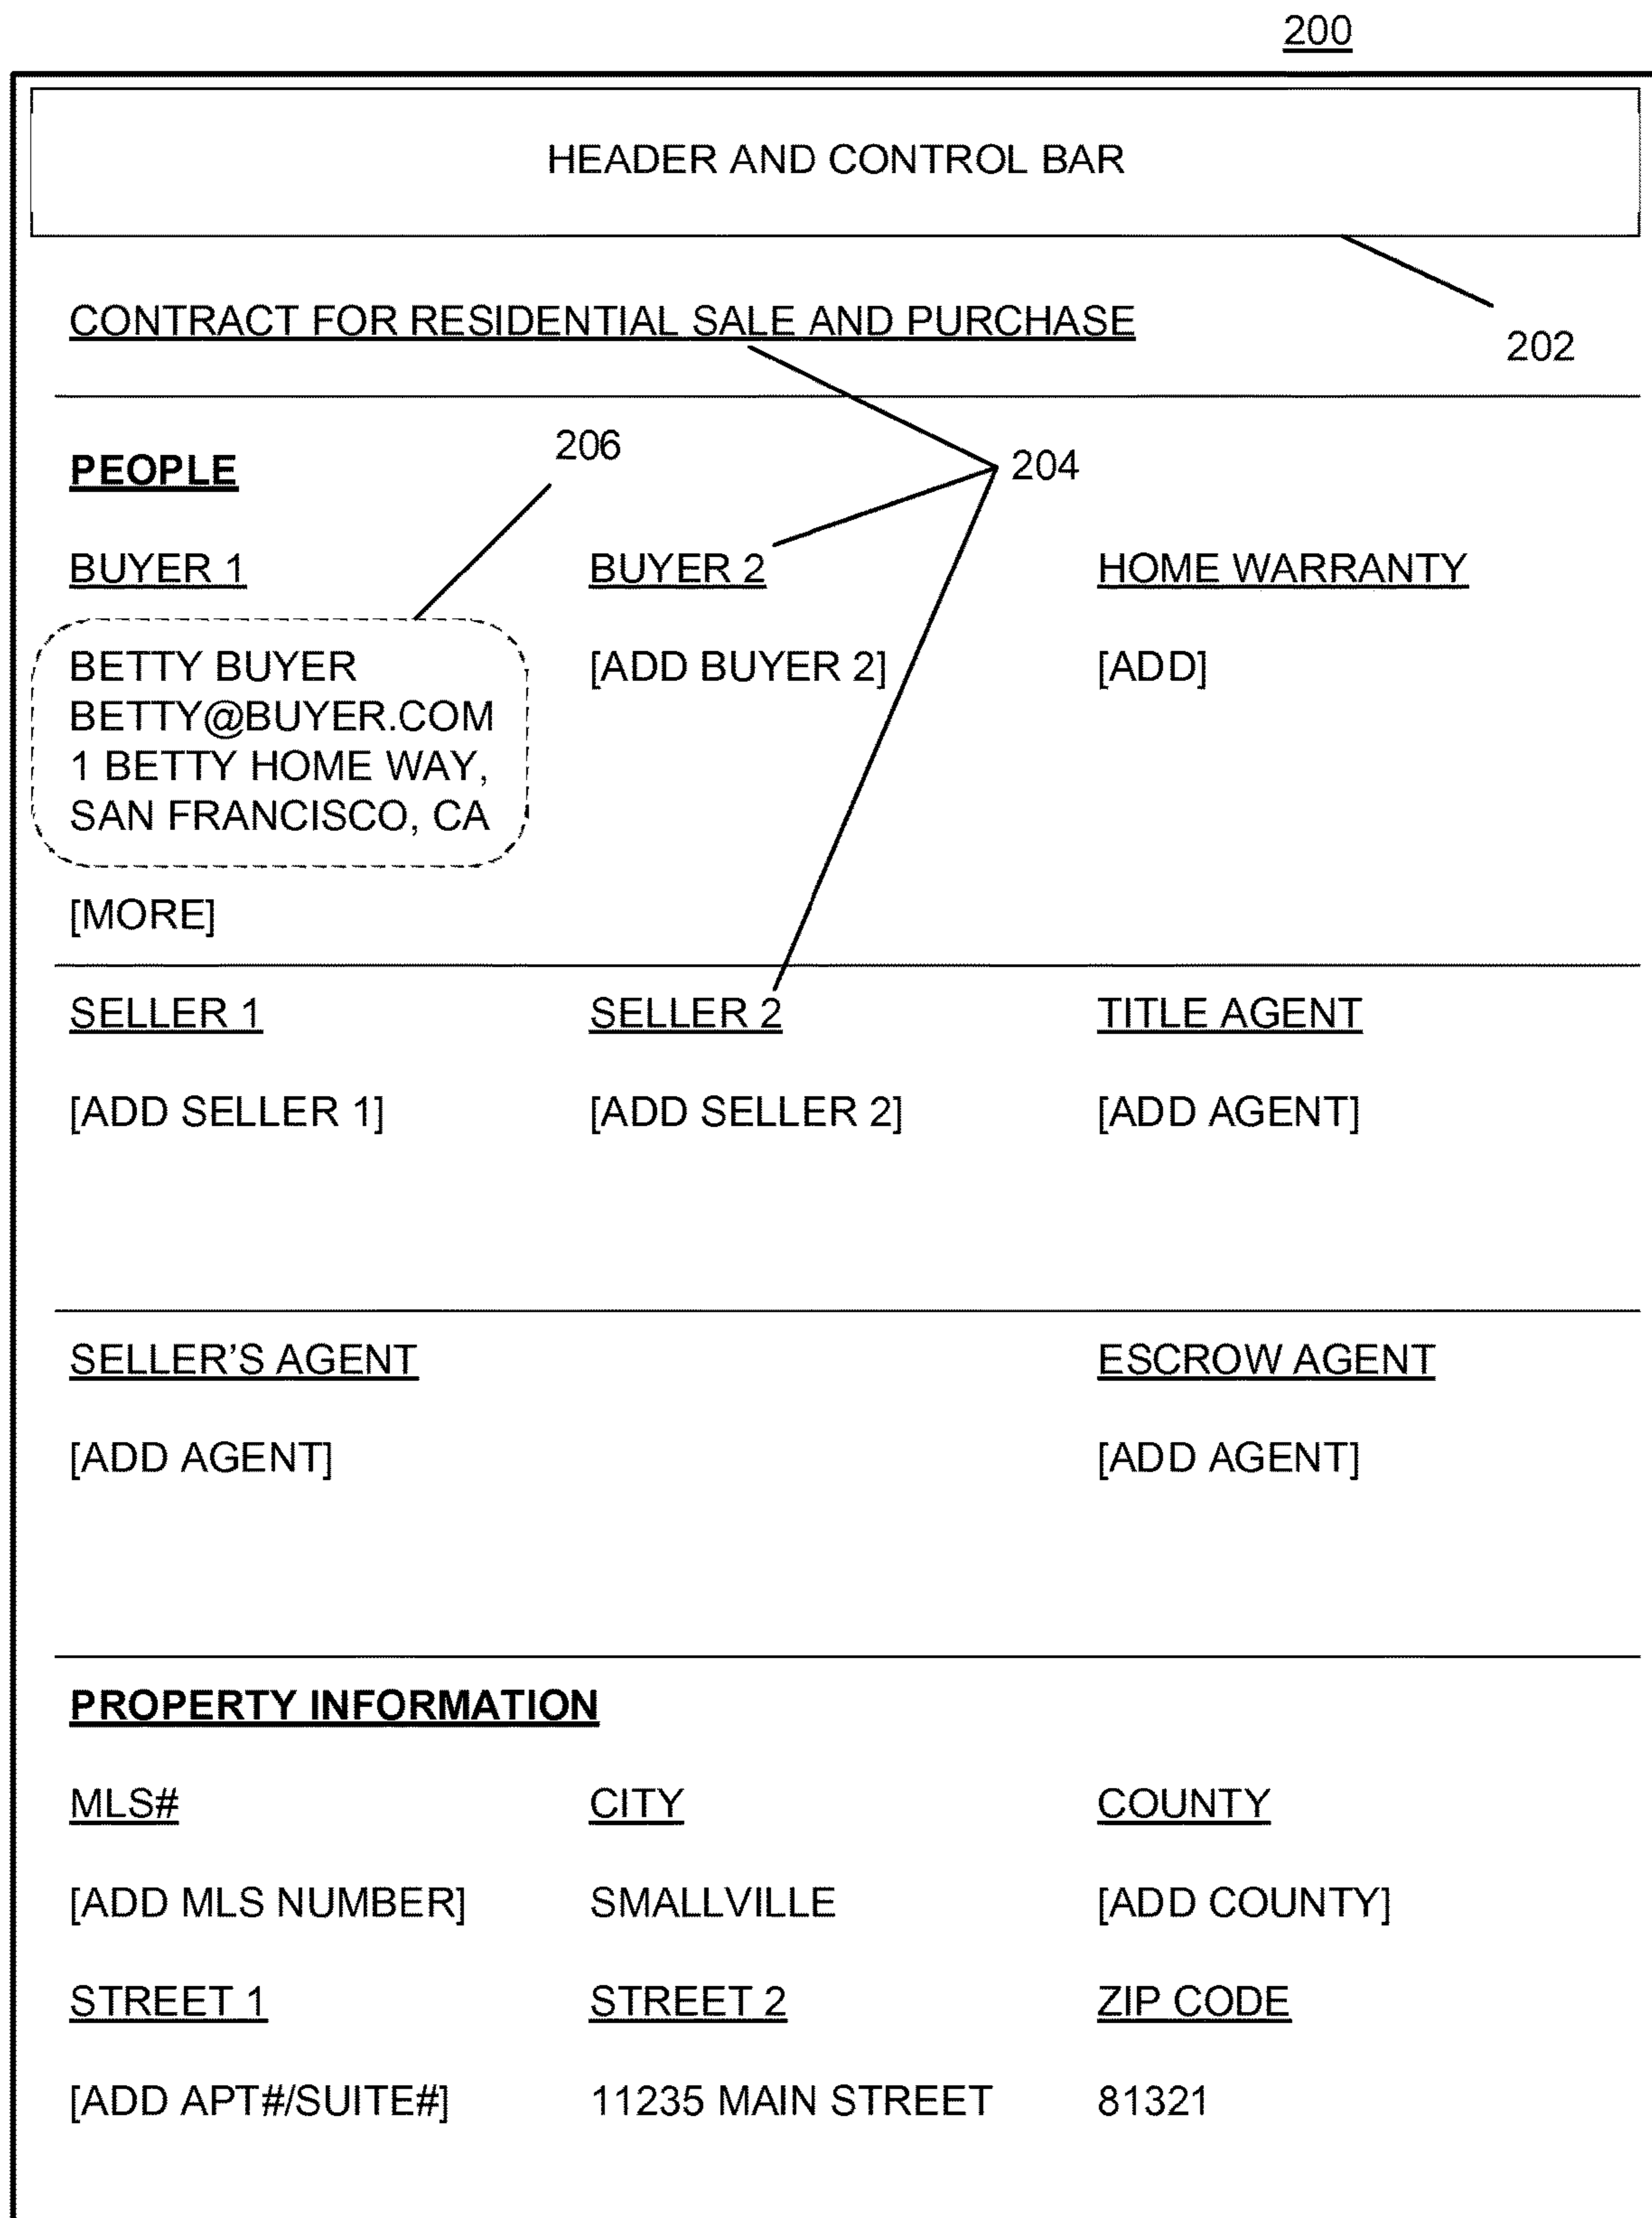 200
HEADER AND CONTROL BAR
CONTRACT FOR RESIDENTIAL SALE AND PURCHASE
202
PEOPLE
206
204
BUYER 1
BUYER 2
HOME WARRANTY
BETTY BUYER
BETTY@BUYER.COM
1 BETTY HOME WAY,
SAN FRANCISCO, CA
[ADD BUYER 2]
[ADD]
[MORE]
SELLER 1
SELLER 2
TITLE AGENT
[ADD SELLER 1]
[ADD SELLER 2]
[ADD AGENT]
SELLER'S AGENT
ESCROW AGENT
[ADD AGENT]
[ADD AGENT]
PROPERTY INFORMATION
MLS#
CITY
COUNTY
[ADD MLS NUMBER]
SMALLVILLE
[ADD COUNTY]
STREET 1
STREET 2
ZIP CODE
[ADD APT#/SUITE#]
11235 MAIN STREET
81321